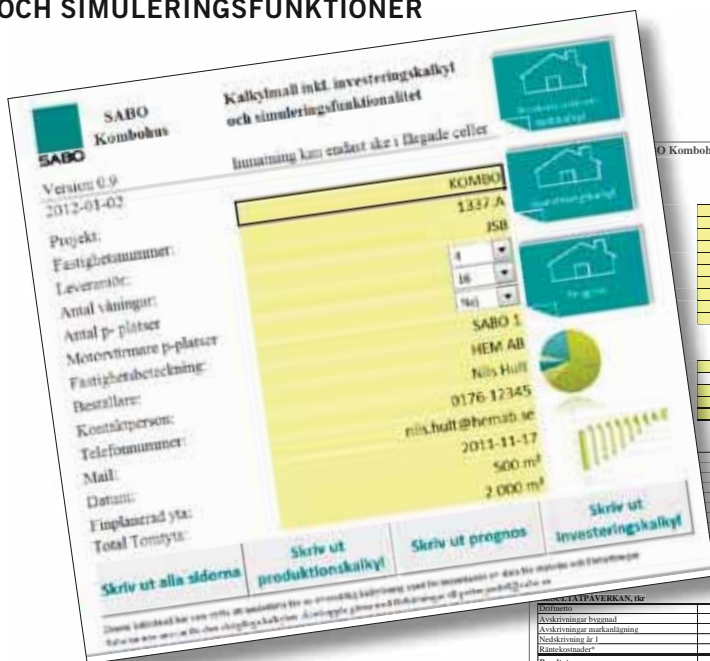 OCH SIMULERINGSFUNKTIONER
SABO
SABO
Kombohus
Kalkylmall inkl. investeringskalkyl
och simuleringsfunktionalitet
Inmatning kan endast ske i färgade celler
Version 0.9
2012-01-02
Projekt: KOMBO
Fastighetsnummer: 1337 A
Leverantör: JSB
Antal våningar: 4
Antal p- platser 16
Motorvärmare p-platser Nej
Fastighetsbeteckning: SABO 1
Beställare: HEM AB
Kontaktperson: Nils Hult
Telefonnummer: 0176-12345
Mail: nils.hult@hemab.se
Datum: 2011-11-17
Finplanerad yta: 500 m²
Total Tomtyta: 2 000 m²
Skriv ut alla sidorna
Skriv ut
produktionskalkyl
Skriv ut prognos
Skriv ut
Investeringskalkyl
O Komboh
RESULTATPÅVERKAN, tkr
Driftnetto
Avskrivningar byggnad
Avskrivningar markanläggning
Nedskrivning år 1
Räntekostnader*